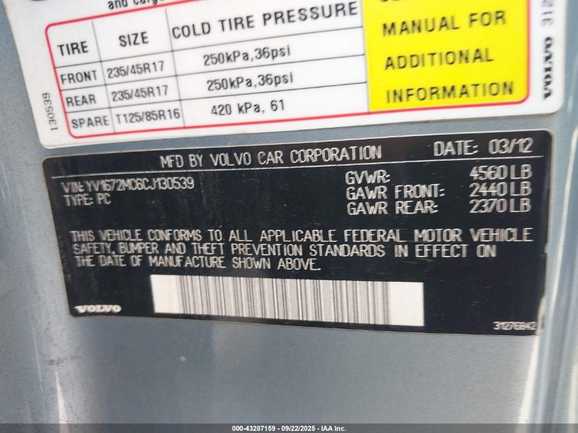 and cargo
TIRE SIZE COLD TIRE PRESSURE
FRONT 235/45R17 250kPa,36psi
REAR 235/45R17 250kPa,36psi
SPARE T125/85R16 420 kPa, 61
MANUAL FOR
ADDITIONAL
INFORMATION
VOLVO
130539
MFD BY VOLVO CAR CORPORATION DATE: 03/12
VIN: YV1672MC6CJ130539
TYPE: PC
GVWR: 4560 LB
GAWR FRONT: 2440 LB
GAWR REAR: 2370 LB
THIS VEHICLE CONFORMS TO ALL APPLICABLE FEDERAL MOTOR VEHICLE
SAFETY, BUMPER AND THEFT PREVENTION STANDARDS IN EFFECT ON
THE DATE OF MANUFACTURE SHOWN ABOVE.
VOLVO
31276842
000-43287159 - 09/22/2025 - IAA Inc.